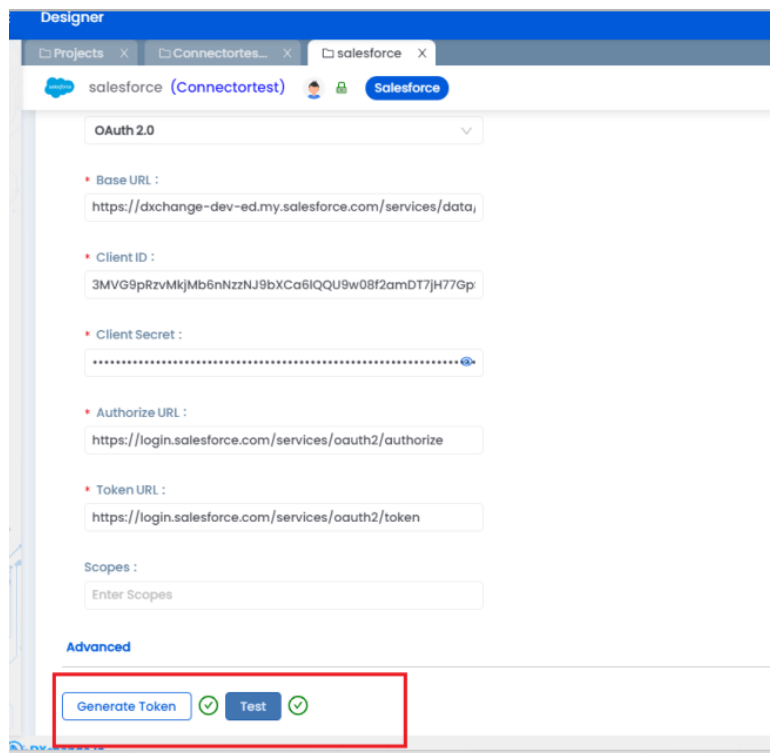 Designer
Projects X Connectortes... X salesforce X
salesforce (Connectortest) Salesforce
OAuth 2.0
* Base URL :
https://dxchange-dev-ed.my.salesforce.com/services/data/
* Client ID :
3MVG9pRzvMkjMb6nNzzNJ9bXCa6lQQU9w08f2amDT7jH77Gp
* Client Secret :
* Authorize URL :
https://login.salesforce.com/services/oauth2/authorize
* Token URL :
https://login.salesforce.com/services/oauth2/token
Scopes :
Enter Scopes
Advanced
Generate Token Test